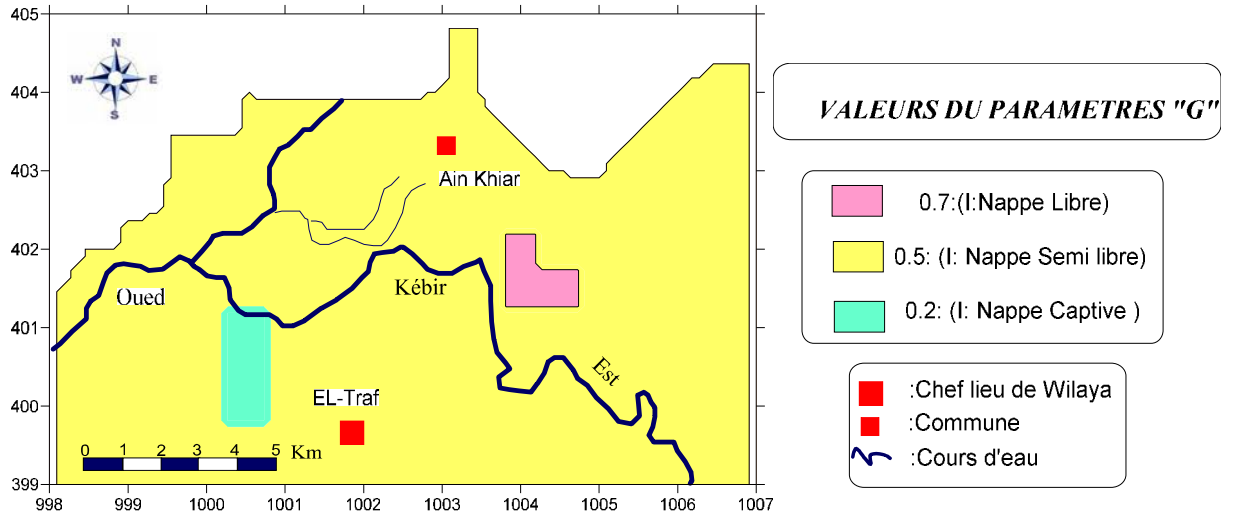 405
404
403
402
401
400
399
998
999
1000
1001
1002
1003
1004
1005
1006
1007
N
W
E
S
Ain Khiar
Oued
Kébir
Est
EL-Traf
0 1 2 3 4 5
Km
VALEURS DU PARAMETRES "G"
0.7:(I:Nappe Libre)
0.5: (I: Nappe Semi libre)
0.2: (I: Nappe Captive )
:Chef lieu de Wilaya
:Commune
:Cours d'eau